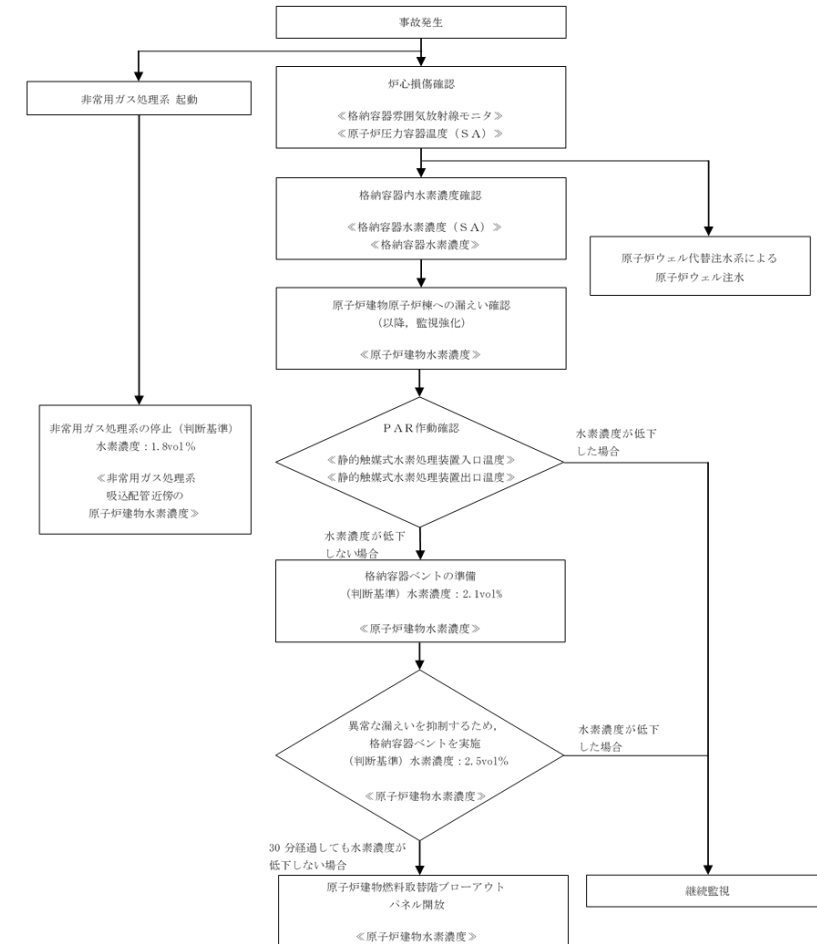 事故発生
非常用ガス処理系 起動
炉心損傷確認
≪格納容器雰囲気放射線モニタ≫
≪原子炉圧力容器温度（ＳＡ）≫
格納容器内水素濃度確認
≪格納容器水素濃度（ＳＡ）≫
≪格納容器水素濃度≫
原子炉ウェル代替注水系による
原子炉ウェル注水
原子炉建物原子炉棟への漏えい確認
（以降，監視強化）
≪原子炉建物水素濃度≫
非常用ガス処理系の停止（判断基準）
水素濃度：1.8vol％
≪非常用ガス処理系
吸込配管近傍の
原子炉建物水素濃度≫
ＰＡＲ作動確認
≪静的触媒式水素処理装置入口温度≫
≪静的触媒式水素処理装置出口温度≫
水素濃度が低下
した場合
水素濃度が低下
しない場合
格納容器ベントの準備
（判断基準）水素濃度：2.1vol%
≪原子炉建物水素濃度≫
異常な漏えいを抑制するため，
格納容器ベントを実施
（判断基準）水素濃度：2.5vol％
≪原子炉建物水素濃度≫
水素濃度が低下
した場合
30 分経過しても水素濃度が
低下しない場合
原子炉建物燃料取替階ブローアウト
パネル開放
≪原子炉建物水素濃度≫
継続監視